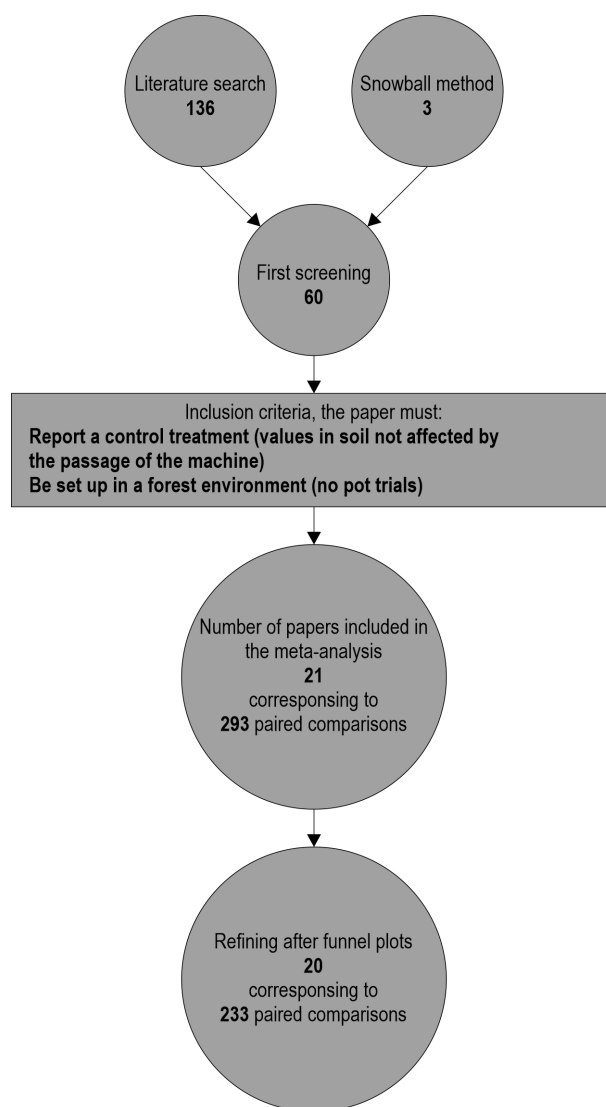 Literature search
136
Snowball method
3
First screening
60
Inclusion criteria, the paper must:
Report a control treatment (values in soil not affected by
the passage of the machine)
Be set up in a forest environment (no pot trials)
Number of papers included in
the meta-analysis
21
corresponsing to
293 paired comparisons
Refining after funnel plots
20
corresponsing to
233 paired comparisons